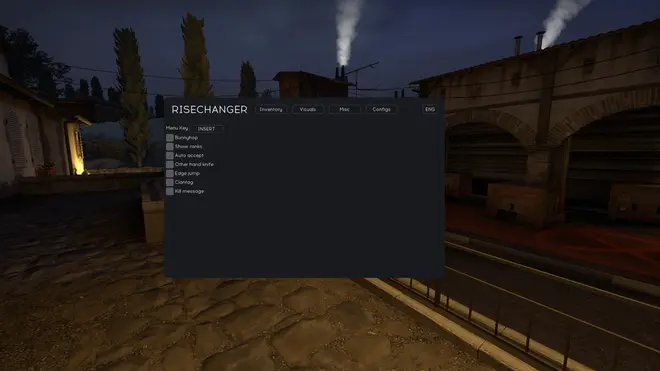 RISECHANGER Inventory Visuals Misc Configs ENG
Menu Key INSERT
Bunnyhop
Show ranks
Auto accept
Other hand knife
Edge jump
Clantag
Kill message